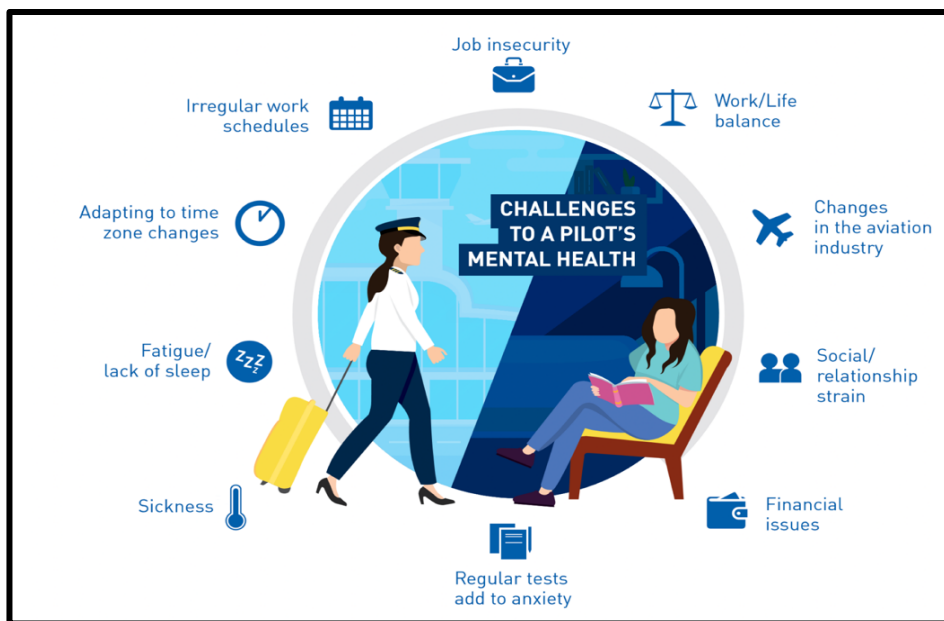 Job insecurity
Irregular work
schedules
Work/Life
balance
CHALLENGES
TO A PILOT'S
MENTAL HEALTH
Adapting to time
zone changes
Changes
in the aviation
industry
Fatigue/
lack of sleep
ZZZZ
Social/
relationship
strain
Sickness
Financial
issues
Regular tests
add to anxiety